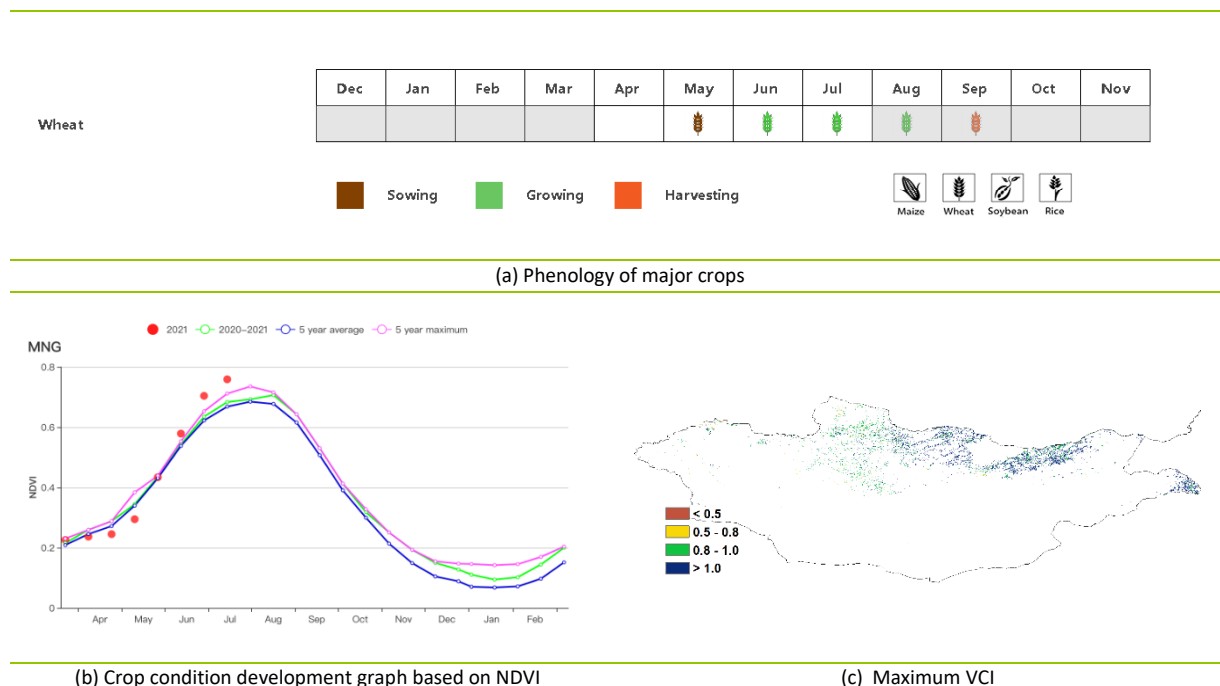 Dec Jan Feb Mar Apr May Jun Jul Aug Sep Oct Nov
Wheat
Sowing Growing Harvesting
Maize Wheat Soybean Rice
(a) Phenology of major crops
2021 2020-2021 5 year average 5 year maximum
MNG
0.8
0.6
0.4
0.2
0
NDVI
Apr May Jun Jul Aug Sep Oct Nov Dec Jan Feb
< 0.5
0.5 - 0.8
0.8 - 1.0
> 1.0
(b) Crop condition development graph based on NDVI
(c) Maximum VCI